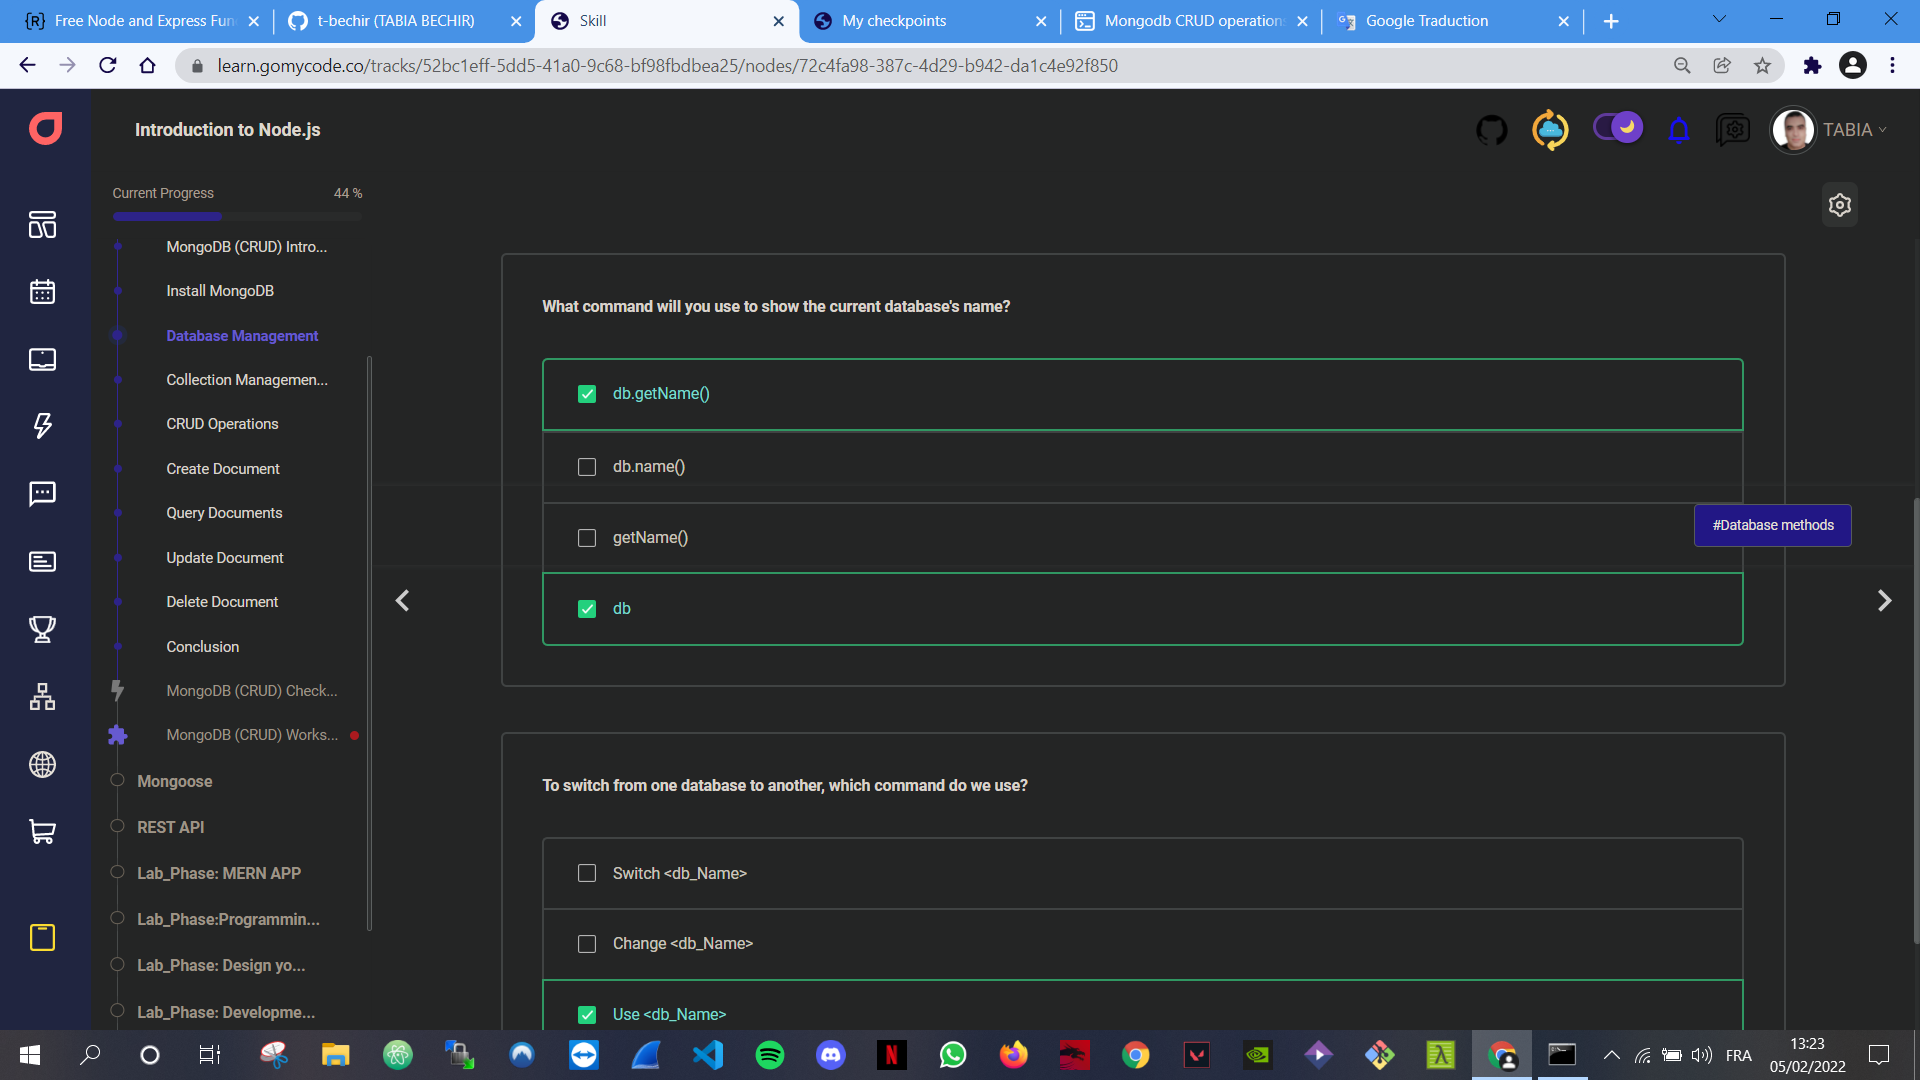 Free Node and Express Fun
t-bechir (TABIA BECHIR)
Skill
My checkpoints
Mongodb CRUD operation
Google Traduction
learn.gomycode.co/tracks/52bc1eff-5dd5-41a0-9c68-bf98fbdbea25/nodes/72c4fa98-387c-4d29-b942-da1c4e92f850
Introduction to Node.js
TABIA
Current Progress 44 %
MongoDB (CRUD) Intro...
Install MongoDB
Database Management
Collection Managemen...
CRUD Operations
Create Document
Query Documents
Update Document
Delete Document
Conclusion
MongoDB (CRUD) Check...
MongoDB (CRUD) Works...
Mongoose
REST API
Lab_Phase: MERN APP
Lab_Phase:Programmin...
Lab_Phase: Design yo...
Lab_Phase: Developme...
What command will you use to show the current database's name?
db.getName()
db.name()
getName()
db
#Database methods
To switch from one database to another, which command do we use?
Switch <db_Name>
Change <db_Name>
Use <db_Name>
FRA
13:23
05/02/2022